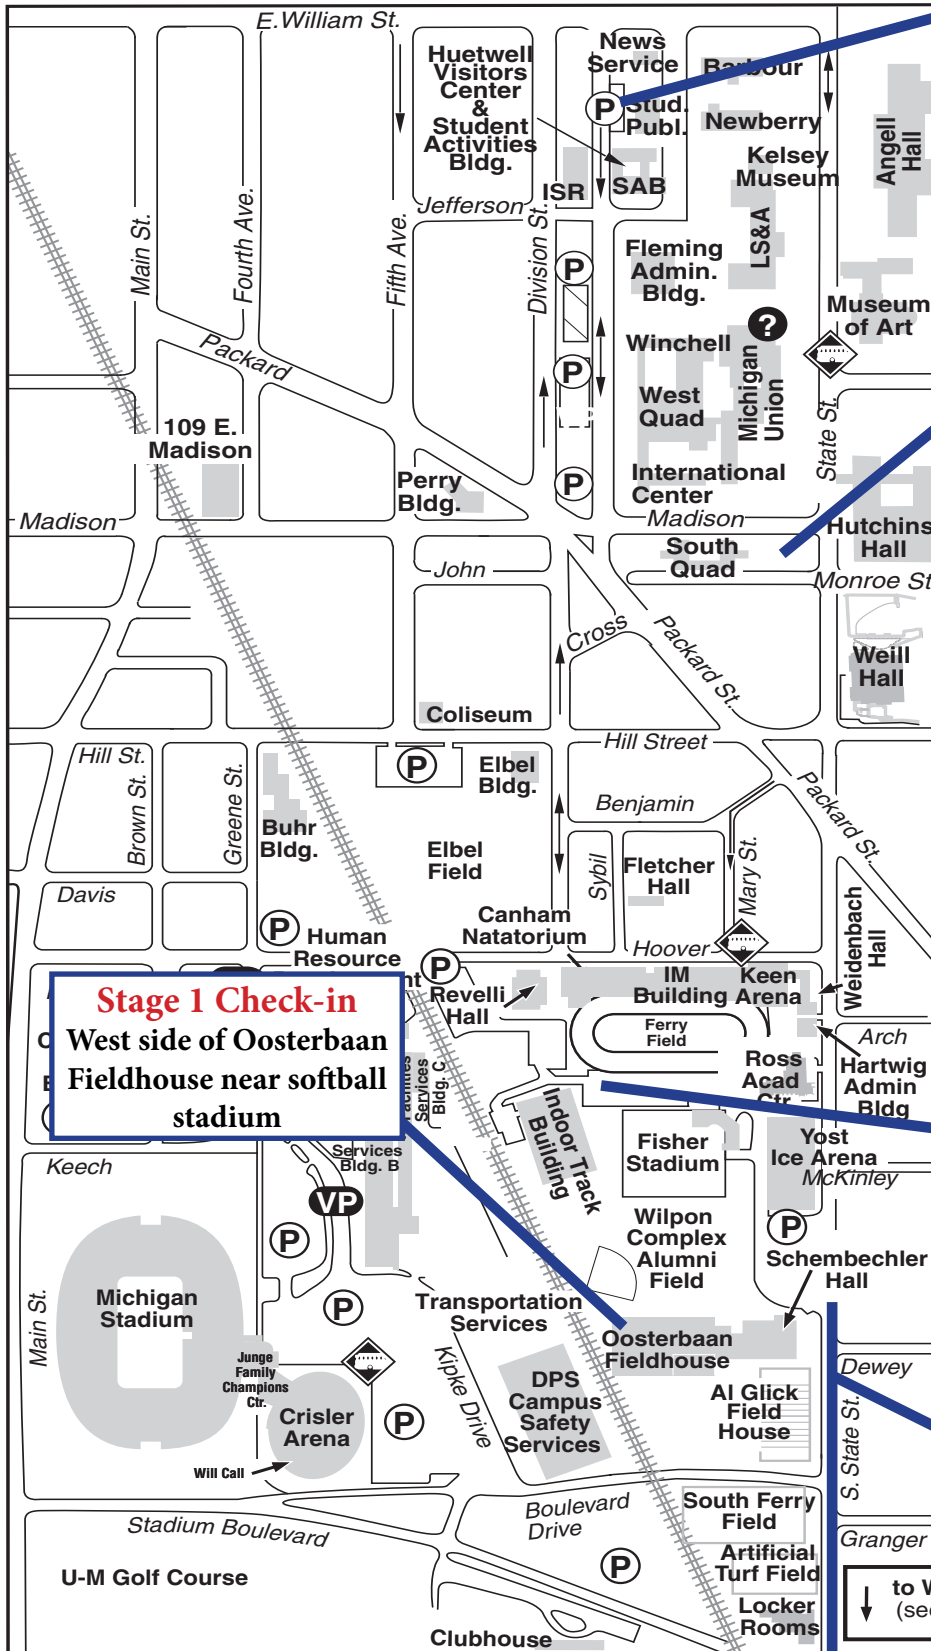 E.William St.
News
Service
Huetwell
Visitors
Center
&
Student
Activities
Bldg.
Barbour
P
Stud.
Publ.
Newberry
Angell
Hall
Kelsey
Museum
ISR
SAB
Jefferson
Main St.
Fourth Ave.
Fifth Ave.
Division St.
LS&A
Fleming
Admin.
Bldg.
P
Museum
of Art
?
Packard
Winchell
P
Michigan
Union
West
Quad
State St.
109 E.
Madison
Perry
Bldg.
P
International
Center
Madison
Madison
Hutchins
Hall
South
Quad
John
Monroe St
Cross
Packard St.
Weill
Hall
Coliseum
Hill Street
Hill St.
P
Elbel
Bldg.
Brown St.
Greene St.
Benjamin
Packard St.
Buhr
Bldg.
Elbel
Field
Sybil
Fletcher
Hall
Mary St.
Davis
Canham
Natatorium
Weidenbach
Hall
P
Human
Resource
Hoover
P
Revelli
Hall
IM
Building
Keen
Arena
Stage 1 Check-in
West side of Oosterbaan
Fieldhouse near softball
stadium
Ferry
Field
Arch
Services
Bldg. C
Ross
Acad
Ctr
Hartwig
Admin
Bldg
Indoor Track
Building
Fisher
Stadium
Yost
Ice Arena
McKinley
Keech
Services
Bldg. B
VP
P
P
Wilpon
Complex
Alumni
Field
Schembechler
Hall
Main St.
Michigan
Stadium
P
Transportation
Services
Oosterbaan
Fieldhouse
Junge
Family
Champions
Ctr.
Kipke Drive
DPS
Campus
Safety
Services
Dewey
Al Glick
Field
House
Crisler
Arena
P
S. State St.
Will Call
Boulevard
Drive
South Ferry
Field
Stadium Boulevard
Granger
Artificial
Turf Field
P
U-M Golf Course
to W
(see
Locker
Rooms
Clubhouse